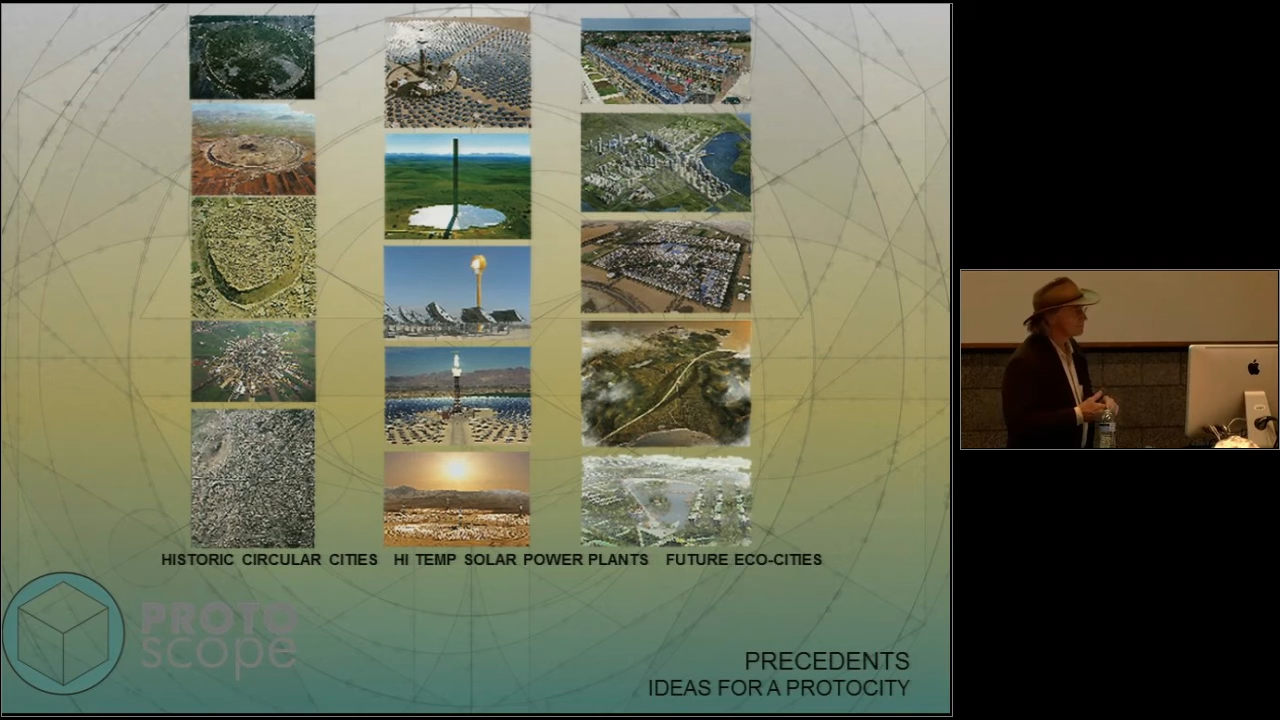 HISTORIC CIRCULAR CITIES
HI TEMP SOLAR POWER PLANTS
FUTURE ECO-CITIES
PROTO
scope
PRECEDENTS
IDEAS FOR A PROTOCITY